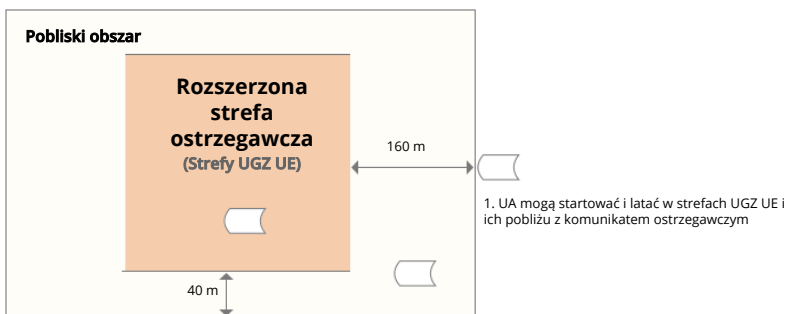 Pobliski obszar
Rozszerzona
strefa
ostrzegawcza
(Strefy UGZ UE)
160 m
1. UA mogą startować i latać w strefach UGZ UE i
ich pobliżu z komunikatem ostrzegawczym
40 m